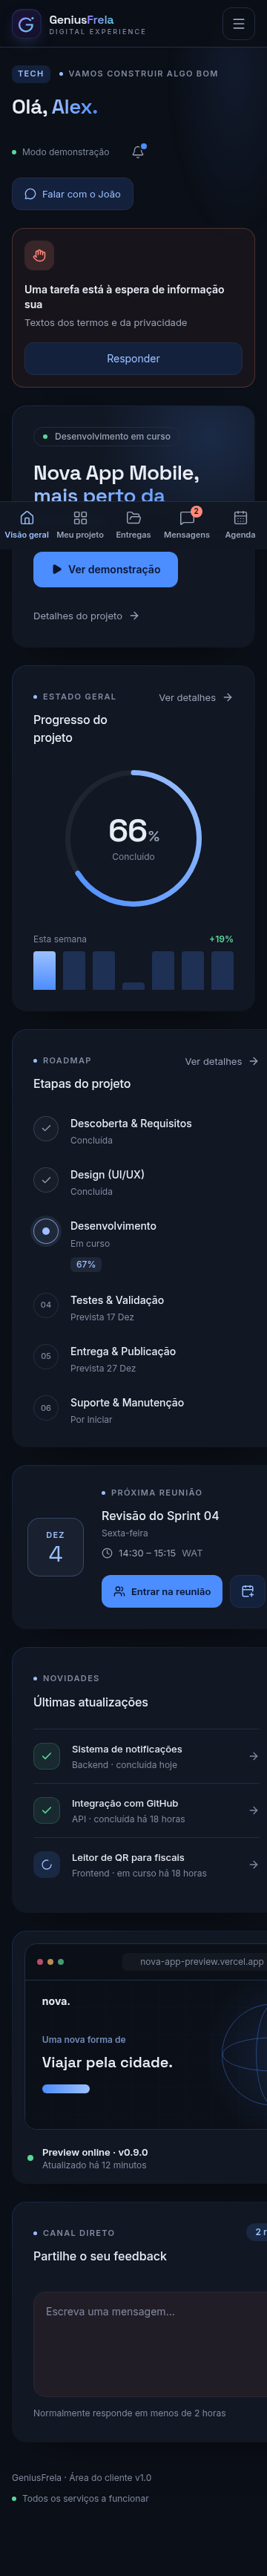 GeniusFrela
DIGITAL EXPERIENCE
TECH
VAMOS CONSTRUIR ALGO BOM
Olá, Alex.
Modo demonstração
Falar com o João
Uma tarefa está à espera de informação
sua
Textos dos termos e da privacidade
Responder
Desenvolvimento em curso
Nova App Mobile,
mais perto da
Visão geral
Meu projeto
Entregas
2
Mensagens
Agenda
Ver demonstração
Detalhes do projeto
ESTADO GERAL
Ver detalhes
Progresso do
projeto
66%
Concluído
Esta semana
+19%
ROADMAP
Ver detalhes
Etapas do projeto
Descoberta & Requisitos
Concluída
Design (UI/UX)
Concluída
Desenvolvimento
Em curso
67%
04
Testes & Validação
Prevista 17 Dez
05
Entrega & Publicação
Prevista 27 Dez
06
Suporte & Manutenção
Por iniciar
DEZ
4
PRÓXIMA REUNIÃO
Revisão do Sprint 04
Sexta-feira
14:30 – 15:15 WAT
Entrar na reunião
NOVIDADES
Últimas atualizações
Sistema de notificações
Backend · concluída hoje
Integração com GitHub
API · concluída há 18 horas
Leitor de QR para fiscais
Frontend · em curso há 18 horas
nova-app-preview.vercel.app
nova.
Uma nova forma de
Viajar pela cidade.
Preview online · v0.9.0
Atualizado há 12 minutos
CANAL DIRETO
2
Partilhe o seu feedback
Escreva uma mensagem...
Normalmente responde em menos de 2 horas
GeniusFrela · Área do cliente v1.0
Todos os serviços a funcionar